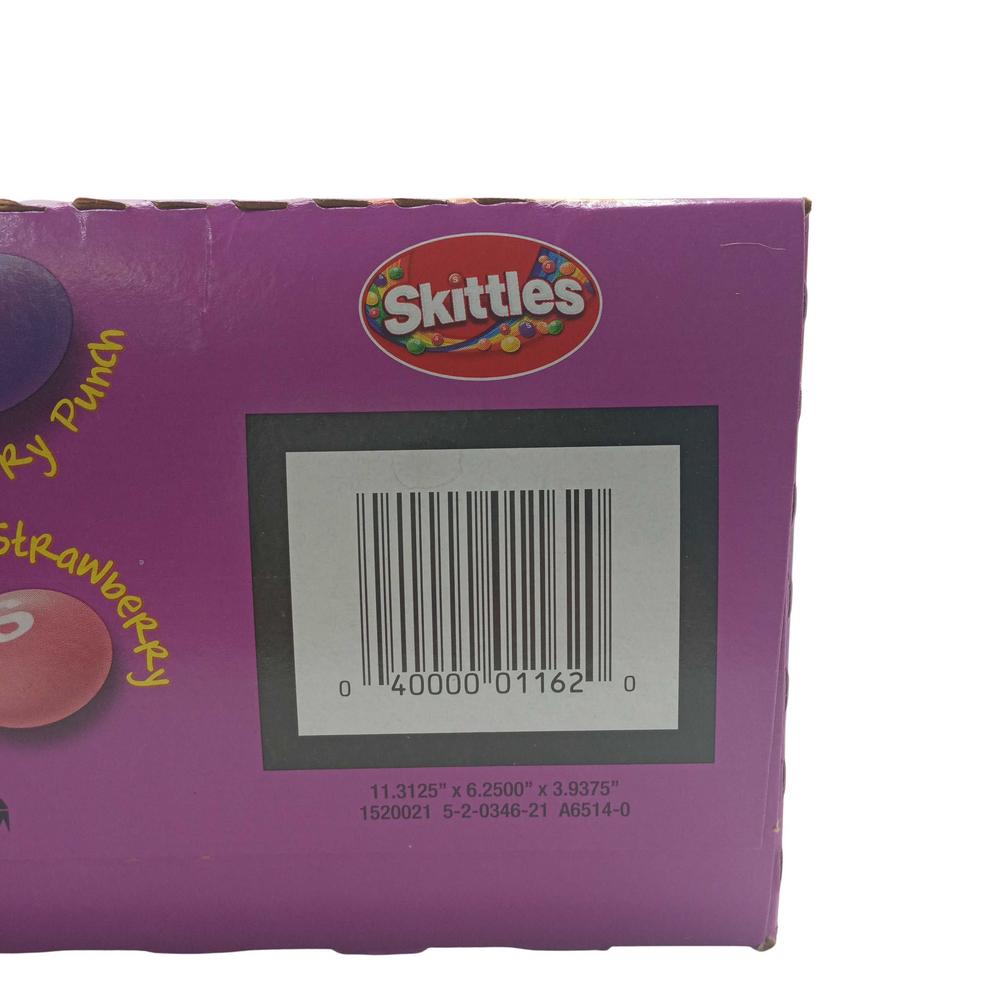 Skittles
Ry Punch
Strawberry
S
0 40000 01162 0
11.3125" x 6.2500" x 3.9375"
1520021 5-2-0346-21 A6514-0